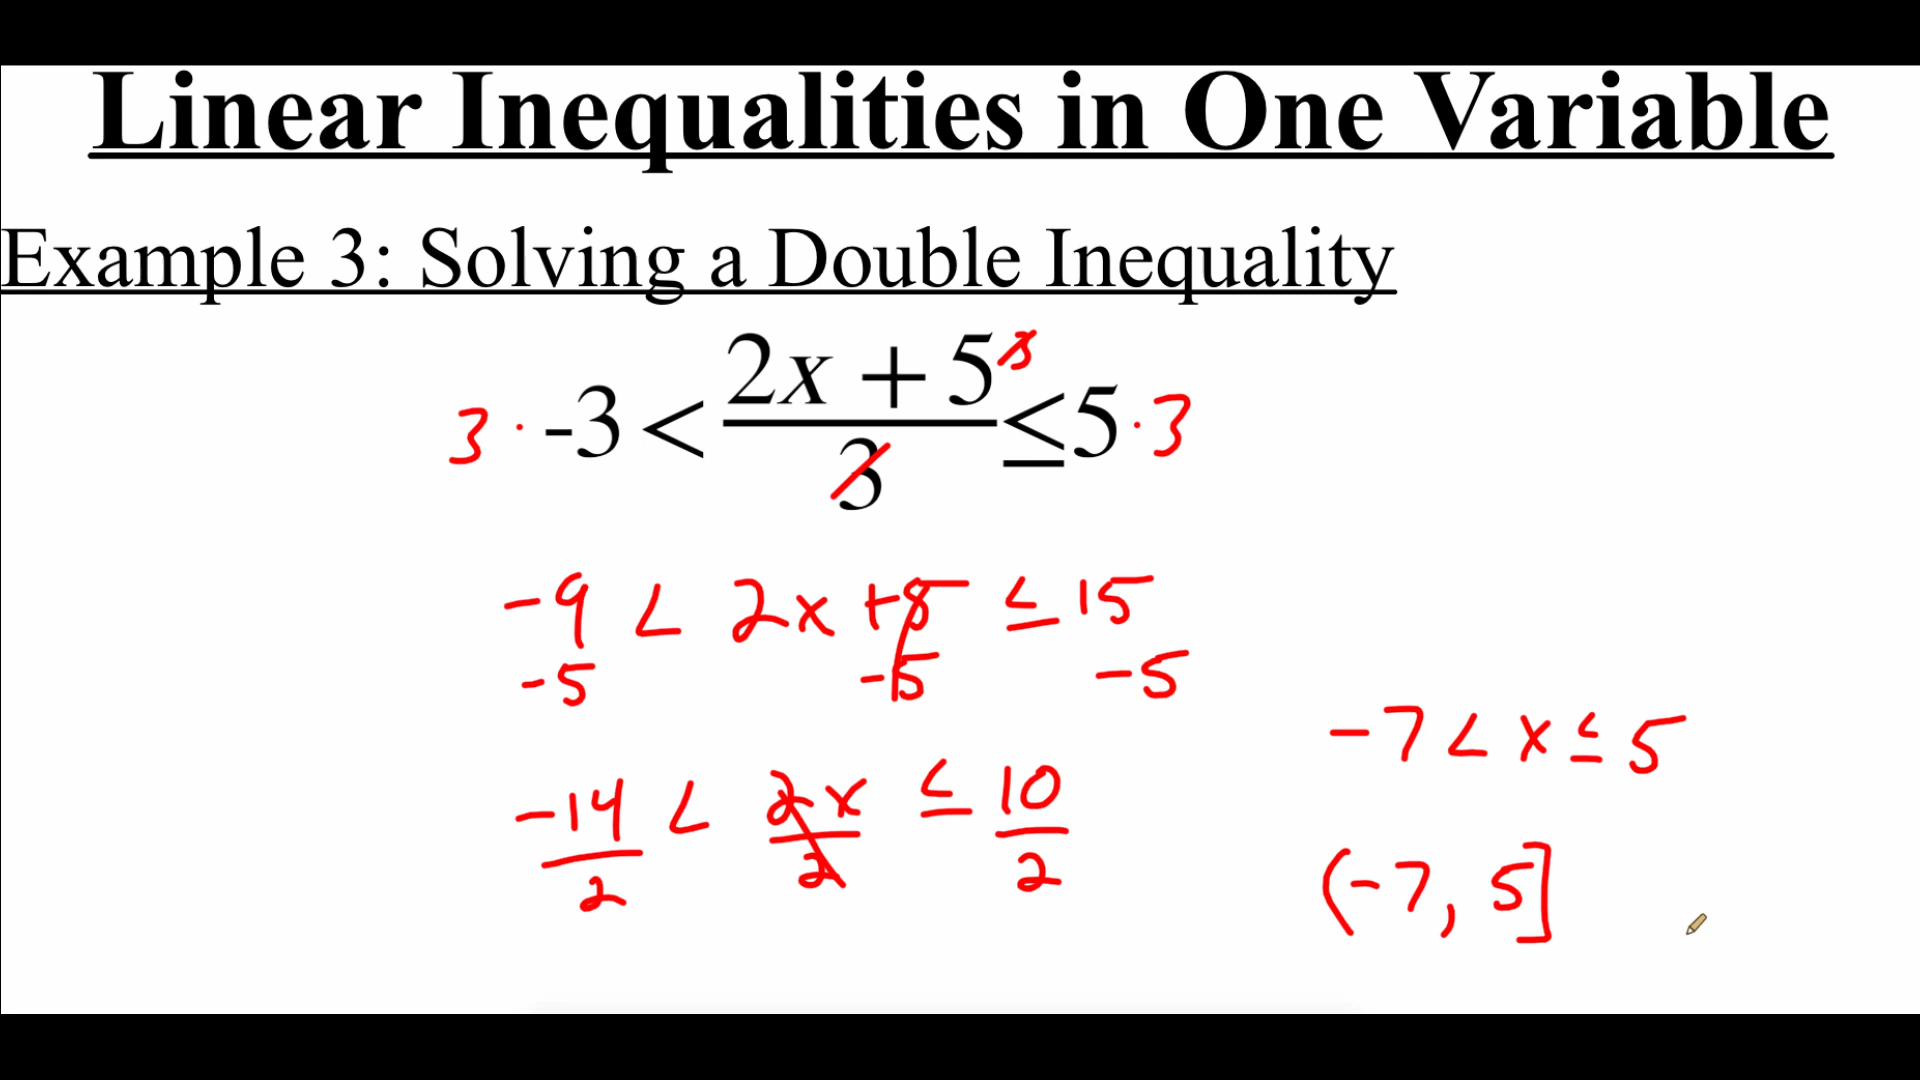 Linear Inequalities in One Variable
Example 3: Solving a Double Inequality
2x + 5 3
3 · -3 < ≤ 5 · 3
3
-9 < 2x +5 ≤ 15
-5 -5 -5
-7 < x ≤ 5
-14 < 2x ≤ 10
2 2 2
(-7, 5]